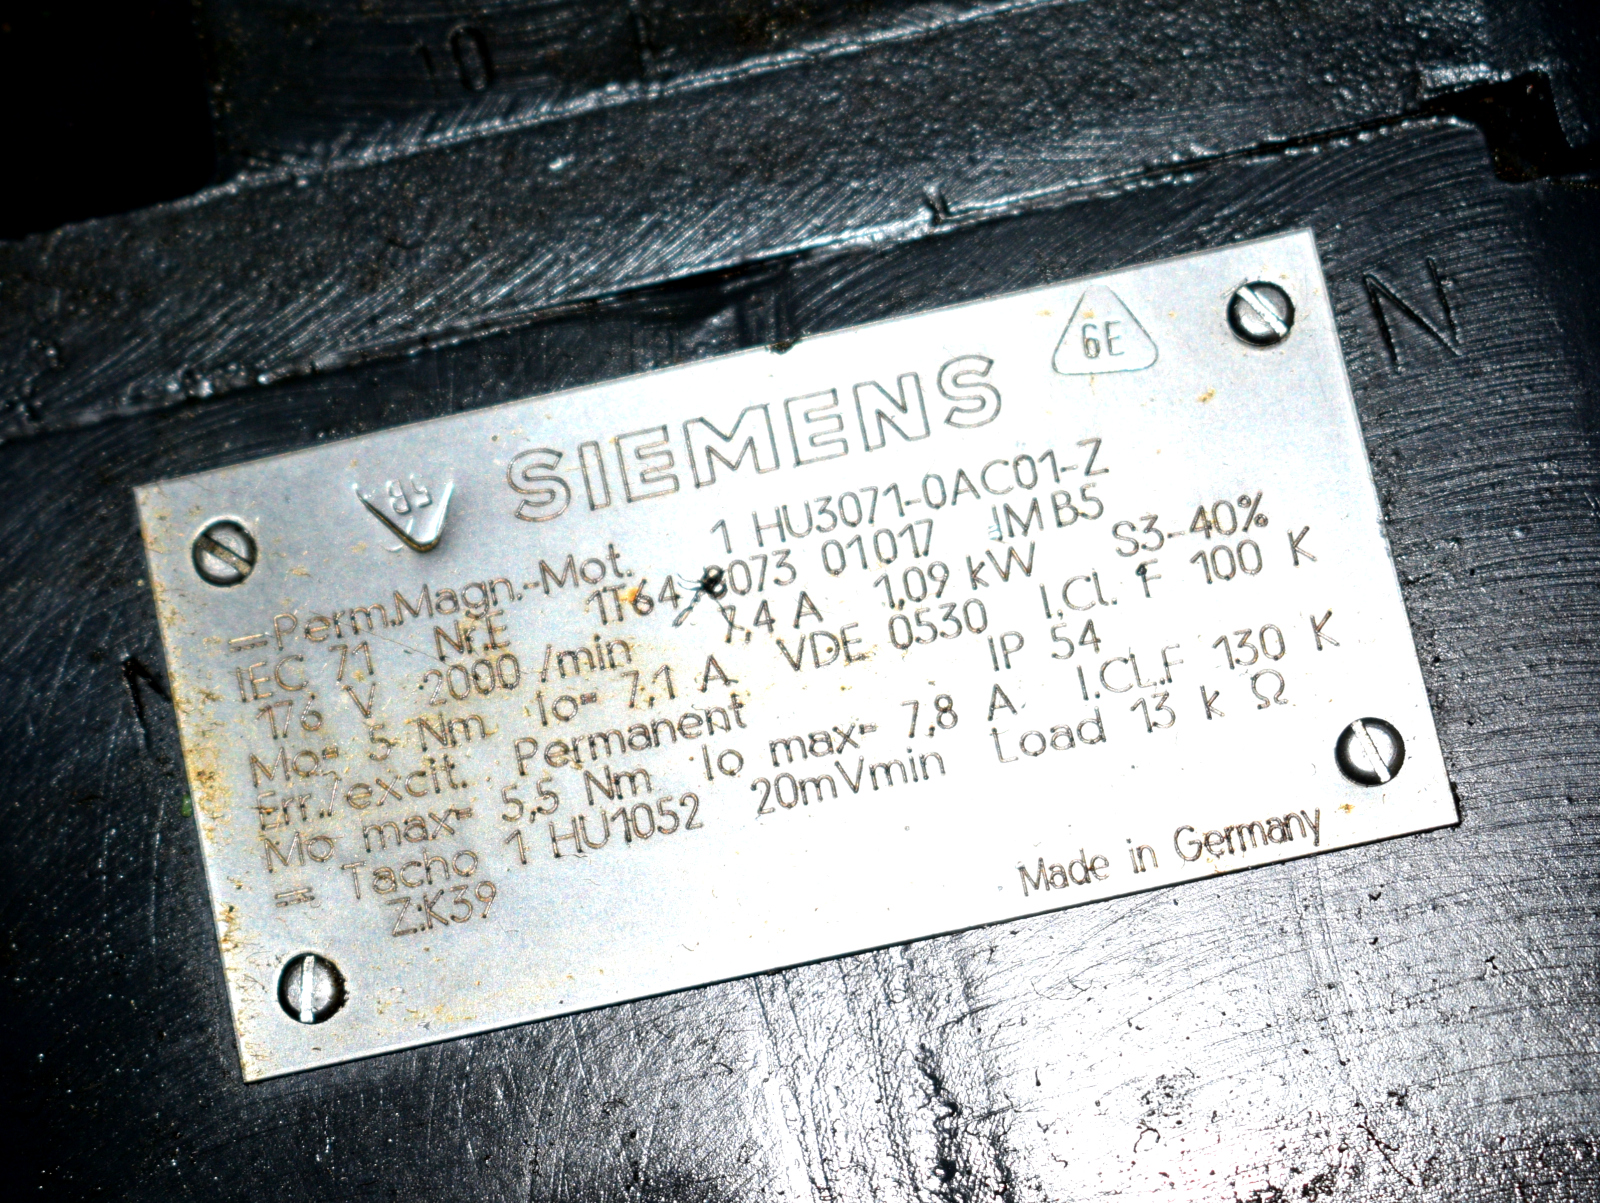 10
6E
SIEMENS
5B
=Perm.Magn.-Mot. 1 HU3071-0AC01-Z
IEC 71 Nr.E 073 01017 IMB5
176 V 2000 /min 7,4 A 1,09 kW S3-40%
Mo= 5 Nm Io= 7,1 A VDE 0530 I.Cl. F 100 K
Err./excit. Permanent IP 54
Mo max= 5,5 Nm Io max= 7,8 A I.CL.F 130 K
= Tacho 1 HU1052 20mVmin Load 13 k Ω
Z:K39
Made in Germany
N